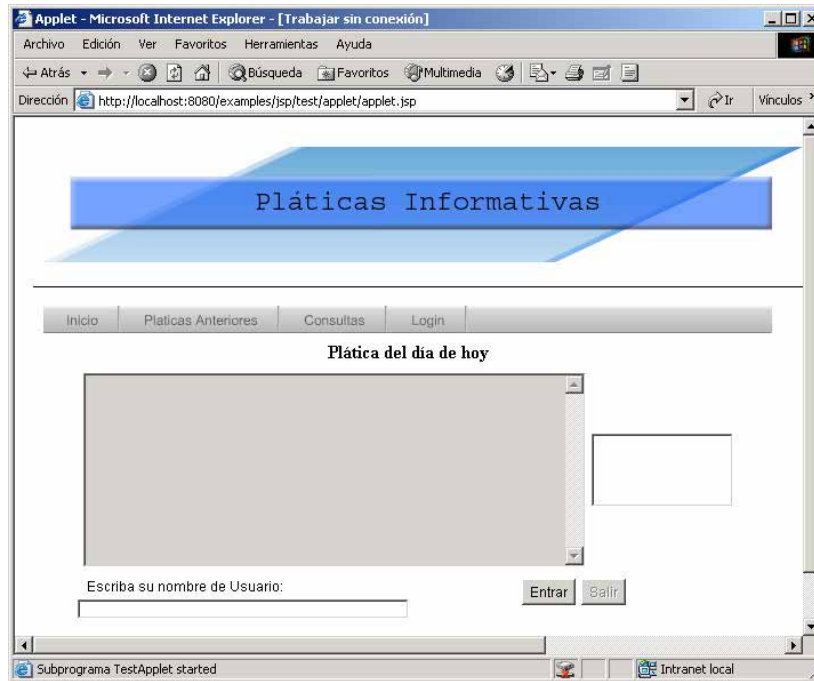 Applet - Microsoft Internet Explorer - [Trabajar sin conexión]
Archivo Edición Ver Favoritos Herramientas Ayuda
Atrás Búsqueda Favoritos Multimedia
Dirección http://localhost:8080/examples/jsp/test/applet/applet.jsp Ir Vínculos
Pláticas Informativas
Inicio Platicas Anteriores Consultas Login
Plática del día de hoy
Escriba su nombre de Usuario:
Entrar Salir
Subprograma TestApplet started Intranet local